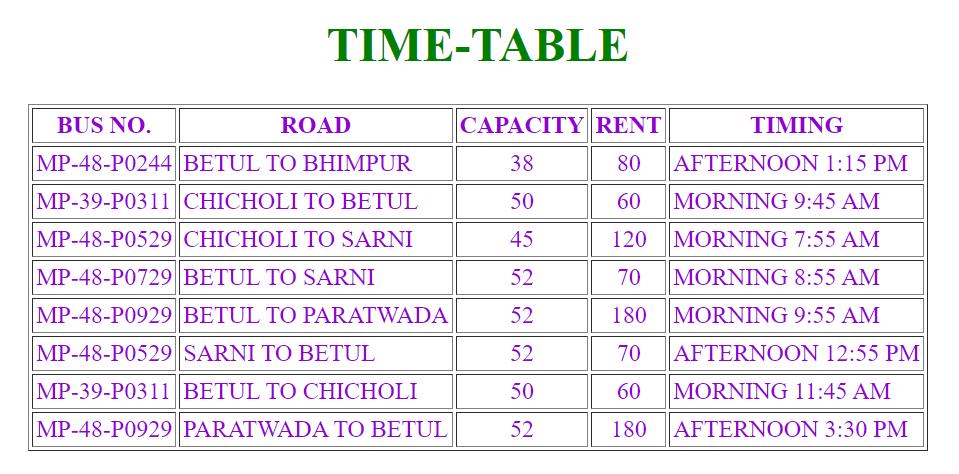 TIME-TABLE
BUS NO. ROAD CAPACITY RENT TIMING
MP-48-P0244 BETUL TO BHIMPUR 38 80 AFTERNOON 1:15 PM
MP-39-P0311 CHICHOLI TO BETUL 50 60 MORNING 9:45 AM
MP-48-P0529 CHICHOLI TO SARNI 45 120 MORNING 7:55 AM
MP-48-P0729 BETUL TO SARNI 52 70 MORNING 8:55 AM
MP-48-P0929 BETUL TO PARATWADA 52 180 MORNING 9:55 AM
MP-48-P0529 SARNI TO BETUL 52 70 AFTERNOON 12:55 PM
MP-39-P0311 BETUL TO CHICHOLI 50 60 MORNING 11:45 AM
MP-48-P0929 PARATWADA TO BETUL 52 180 AFTERNOON 3:30 PM